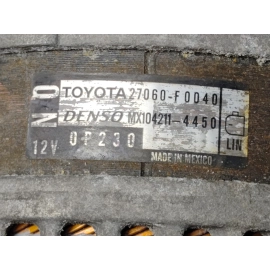 TOYOTA 27060-F0040
DENSO MX104211-4450
12V 0P230 LIN
MADE IN MEXICO